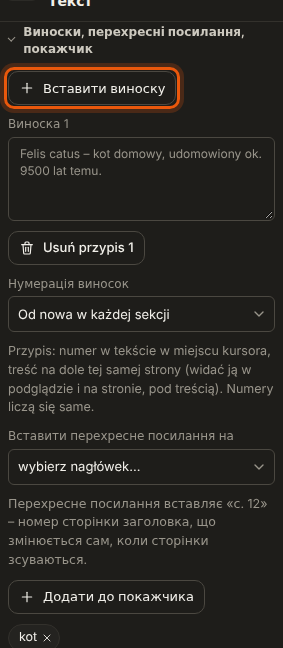 Текст
Виноски, перехресні посилання,
покажчик
Вставити виноску
Виноска 1
Felis catus – kot domowy, udomowiony ok.
9500 lat temu.
Usuń przypis 1
Нумерація виносок
Od nowa w każdej sekcji
Przypis: numer w tekście w miejscu kursora,
treść na dole tej samej strony (widać ją w
podglądzie i na stronie, pod treścią). Numery
liczą się same.
Вставити перехресне посилання на
wybierz nagłówek...
Перехресне посилання вставляє «с. 12»
– номер сторінки заголовка, що
змінюється сам, коли сторінки
зсуваються.
Додати до покажчика
kot